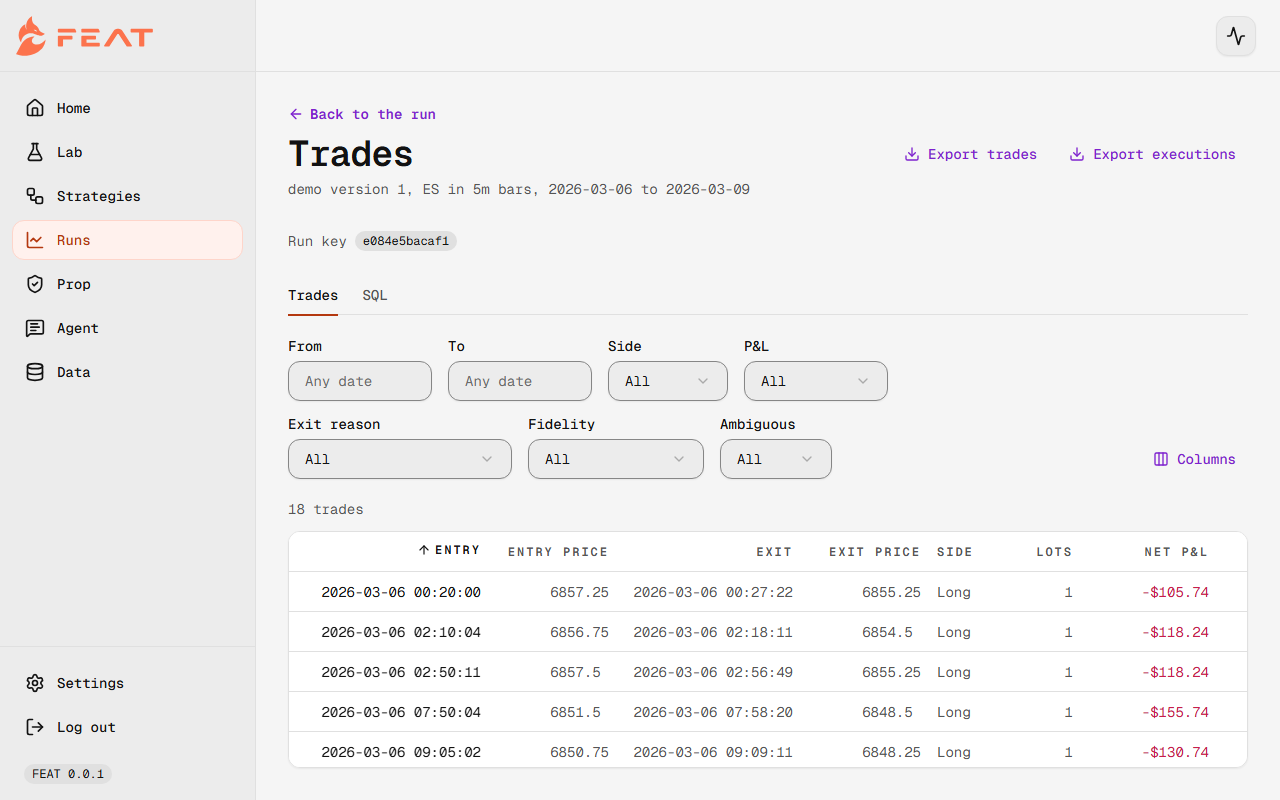 FEAT
Home
Lab
Strategies
Runs
Prop
Agent
Data
Settings
Log out
FEAT 0.0.1
Back to the run
Trades
Export trades
Export executions
demo version 1, ES in 5m bars, 2026-03-06 to 2026-03-09
Run key e084e5bacaf1
Trades SQL
From To Side P&L
Any date Any date All All
Exit reason Fidelity Ambiguous
All All All Columns
18 trades
ENTRY ENTRY PRICE EXIT EXIT PRICE SIDE LOTS NET P&L
2026-03-06 00:20:00 6857.25 2026-03-06 00:27:22 6855.25 Long 1 -$105.74
2026-03-06 02:10:04 6856.75 2026-03-06 02:18:11 6854.5 Long 1 -$118.24
2026-03-06 02:50:11 6857.5 2026-03-06 02:56:49 6855.25 Long 1 -$118.24
2026-03-06 07:50:04 6851.5 2026-03-06 07:58:20 6848.5 Long 1 -$155.74
2026-03-06 09:05:02 6850.75 2026-03-06 09:09:11 6848.25 Long 1 -$130.74